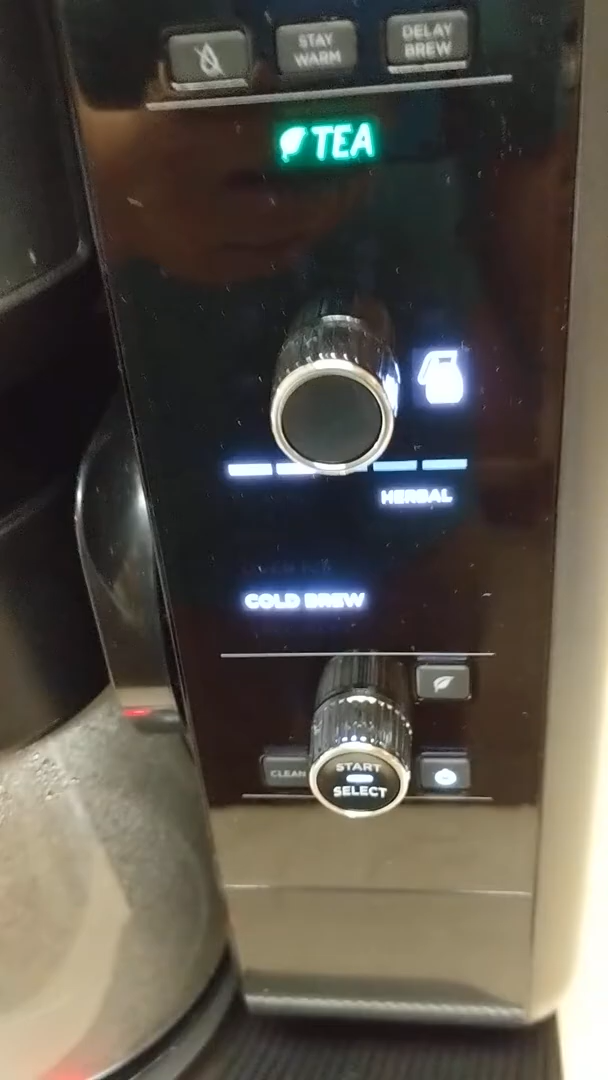 STAY
WARM
DELAY
BREW
TEA
HERBAL
COLD BREW
CLEAN
START
SELECT